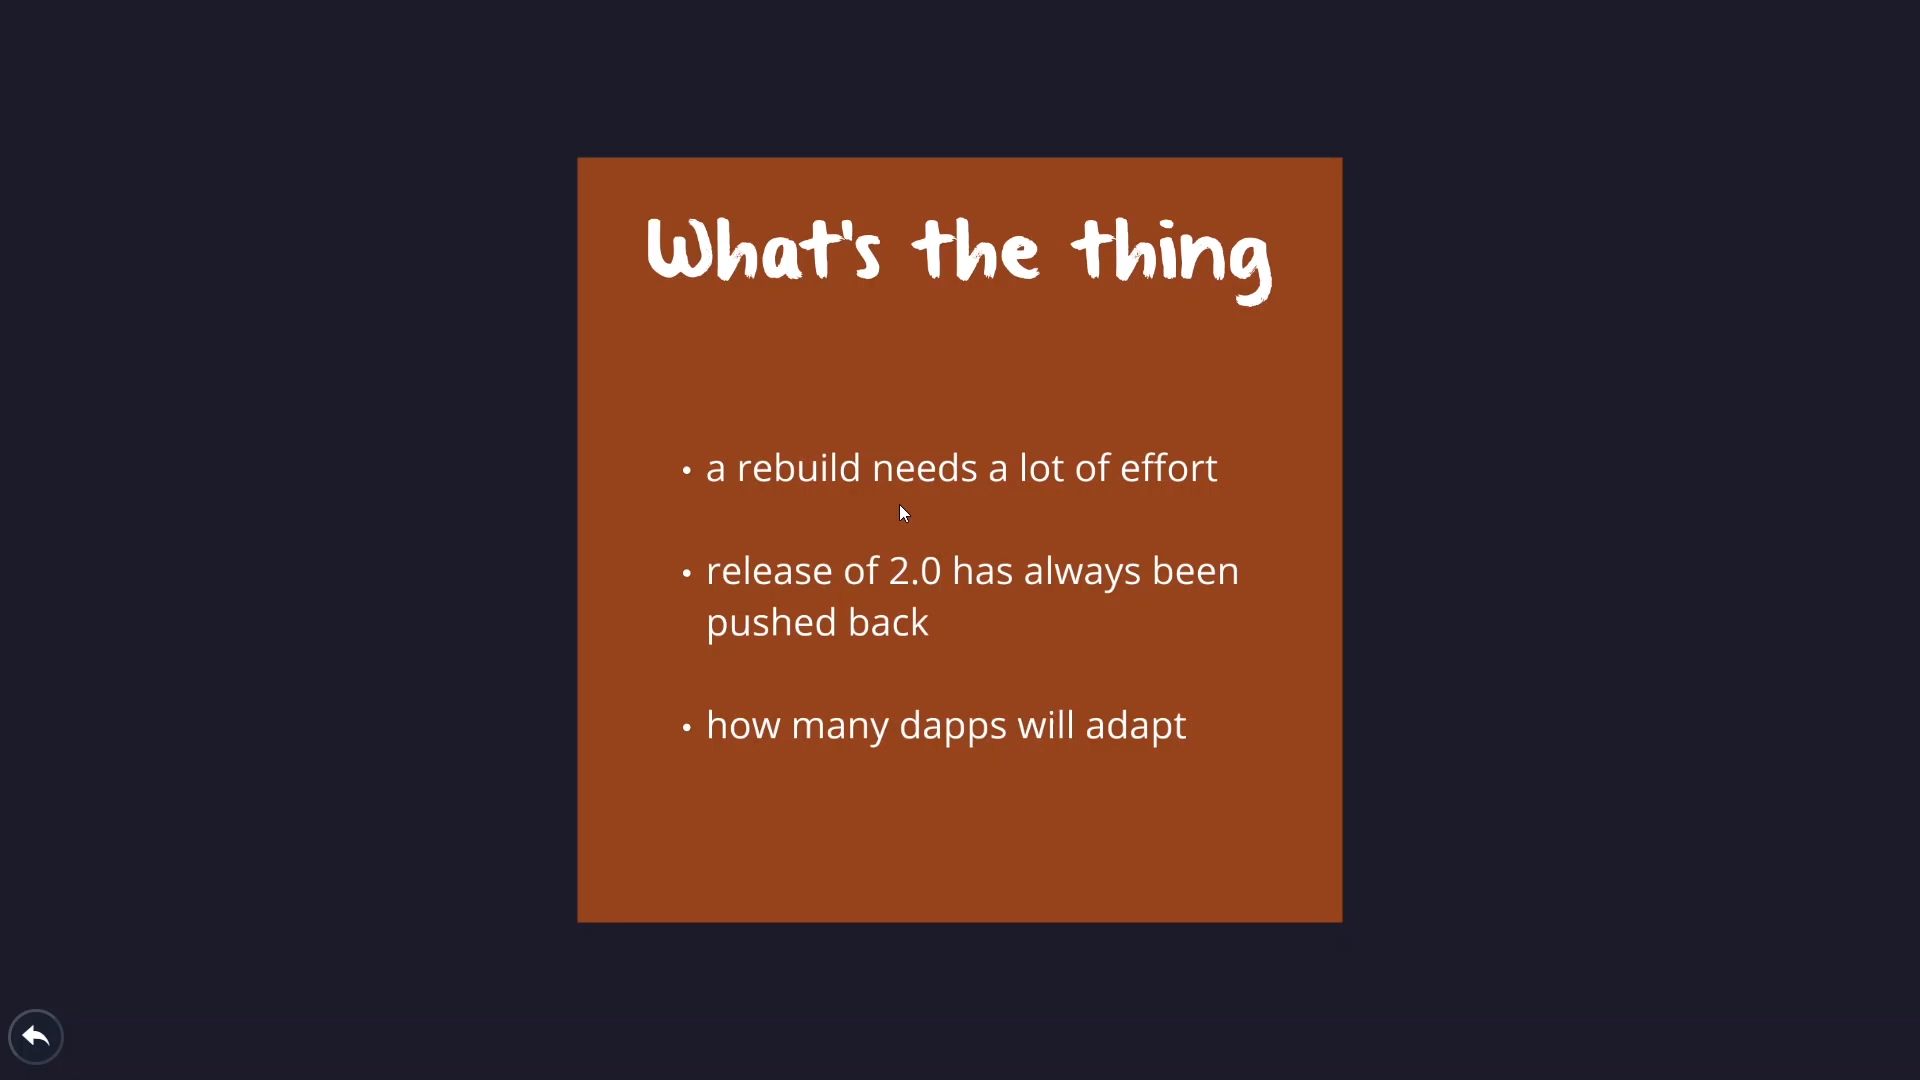 What's the thing
• a rebuild needs a lot of effort
• release of 2.0 has always been
pushed back
• how many dapps will adapt